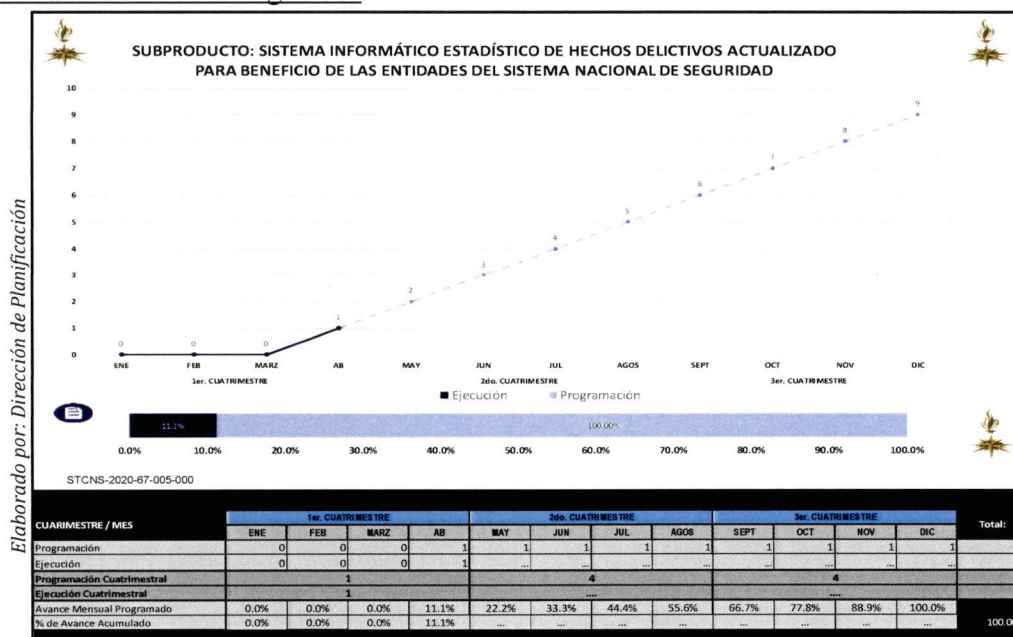 Elaborado por: Dirección de Planificación
SUBPRODUCTO: SISTEMA INFORMÁTICO ESTADÍSTICO DE HECHOS DELICTIVOS ACTUALIZADO
PARA BENEFICIO DE LAS ENTIDADES DEL SISTEMA NACIONAL DE SEGURIDAD
10
9
8
7
6
5
4
3
2
1
0
0 0 0 1 2 3 4 5 6 7 8 9
ENE FEB MARZ AB MAY JUN JUL AGOS SEPT OCT NOV DIC
1er. CUATRIMESTRE 2do. CUATRIMESTRE 3er. CUATRIMESTRE
Ejecución Programación
11.1% 100.00%
0.0% 10.0% 20.0% 30.0% 40.0% 50.0% 60.0% 70.0% 80.0% 90.0% 100.0%
STCNS-2020-67-005-000
CUARIMESTRE / MES 1er. CUATRIMESTRE 2do. CUATRIMESTRE 3er. CUATRIMESTRE Total:
ENE FEB MARZ AB MAY JUN JUL AGOS SEPT OCT NOV DIC
Programación 0 0 0 1 1 1 1 1 1 1 1 1
Ejecución 0 0 0 1 ... ... ... ... ... ... ... ...
Programación Cuatrimestral 1 4 4
Ejecución Cuatrimestral 1 .... ....
Avance Mensual Programado 0.0% 0.0% 0.0% 11.1% 22.2% 33.3% 44.4% 55.6% 66.7% 77.8% 88.9% 100.0%
% de Avance Acumulado 0.0% 0.0% 0.0% 11.1% ... ... ... ... ... ... ... ...